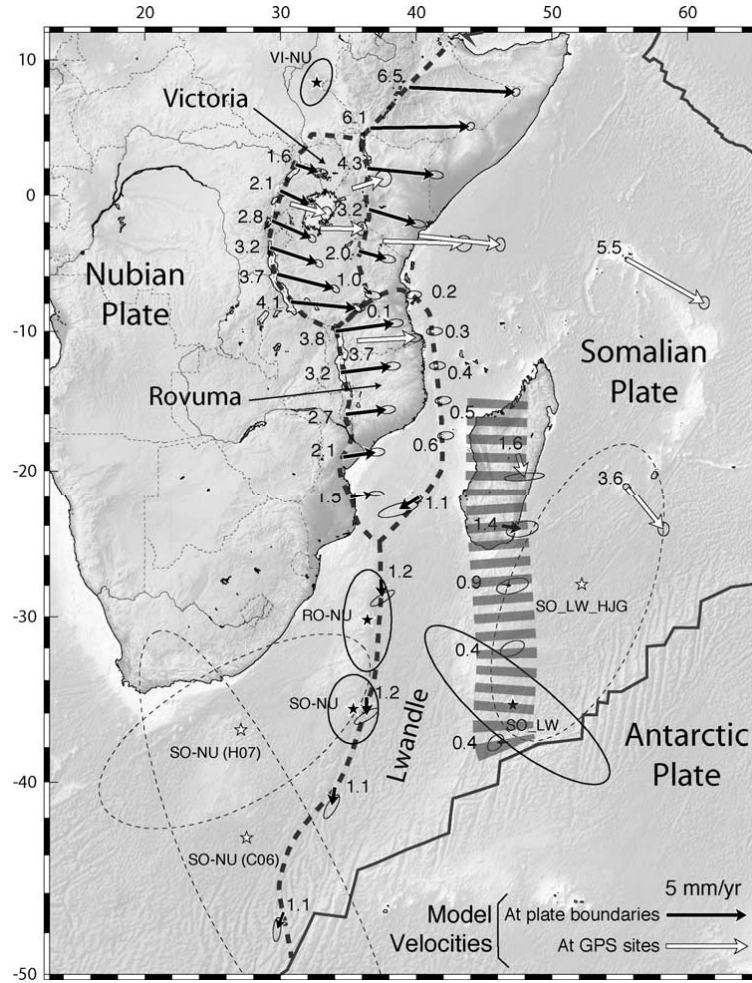 20 30 40 50 60
10
0
-10
-20
-30
-40
-50
VI-NU
6.5
Victoria
6.1
1.6
4.3
2.1
3.2
2.8
3.2
2.0
5.5
Nubian
Plate
3.7
1.0
0.2
4.1
0.1
3.8
0.3
3.7
Somalian
Plate
3.2
0.4
Rovuma
2.7
0.5
0.6
1.6
2.1
3.6
1.5
1.1
1.4
1.2
0.9
RO-NU
SO_LW_HJG
0.4
1.2
SO-NU
SO_LW
Lwandle
SO-NU (H07)
0.4
Antarctic
Plate
1.1
SO-NU (C06)
1.1
5 mm/yr
Model
Velocities
At plate boundaries
At GPS sites